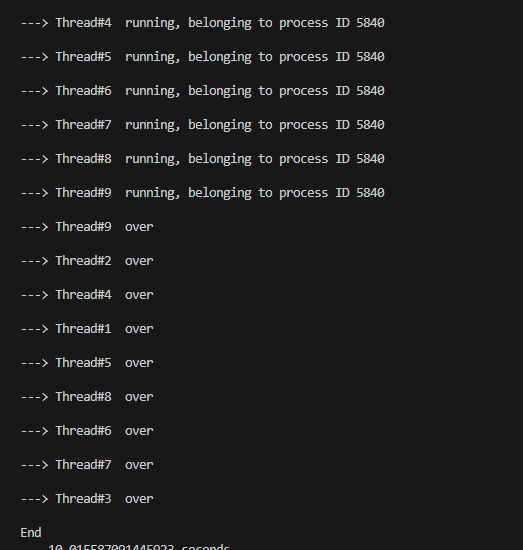 ---> Thread#4  running, belonging to process ID 5840
---> Thread#5  running, belonging to process ID 5840
---> Thread#6  running, belonging to process ID 5840
---> Thread#7  running, belonging to process ID 5840
---> Thread#8  running, belonging to process ID 5840
---> Thread#9  running, belonging to process ID 5840
---> Thread#9  over
---> Thread#2  over
---> Thread#4  over
---> Thread#1  over
---> Thread#5  over
---> Thread#8  over
---> Thread#6  over
---> Thread#7  over
---> Thread#3  over
End
--- 10.015587091445923 seconds